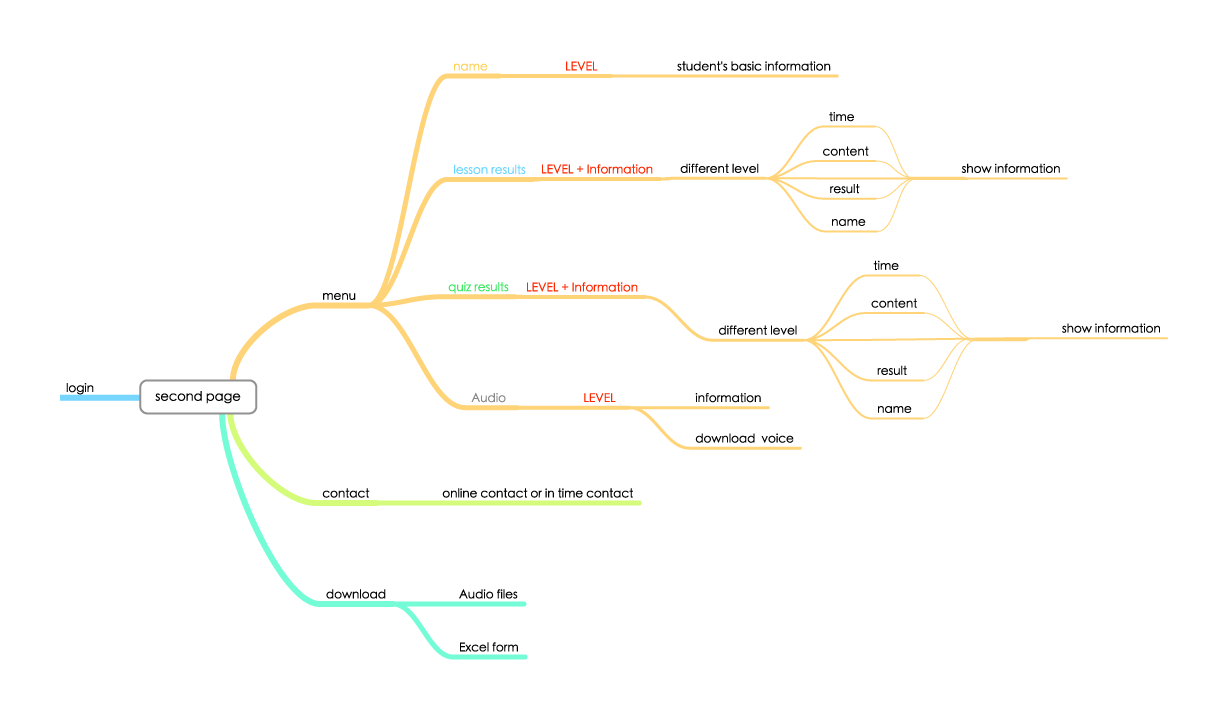 name
LEVEL
student's basic information
time
content
lesson results
LEVEL + Information
different level
show information
result
name
time
quiz results
LEVEL + Information
content
menu
different level
show information
result
login
second page
Audio
LEVEL
information
name
download  voice
contact
online contact or in time contact
download
Audio files
Excel form